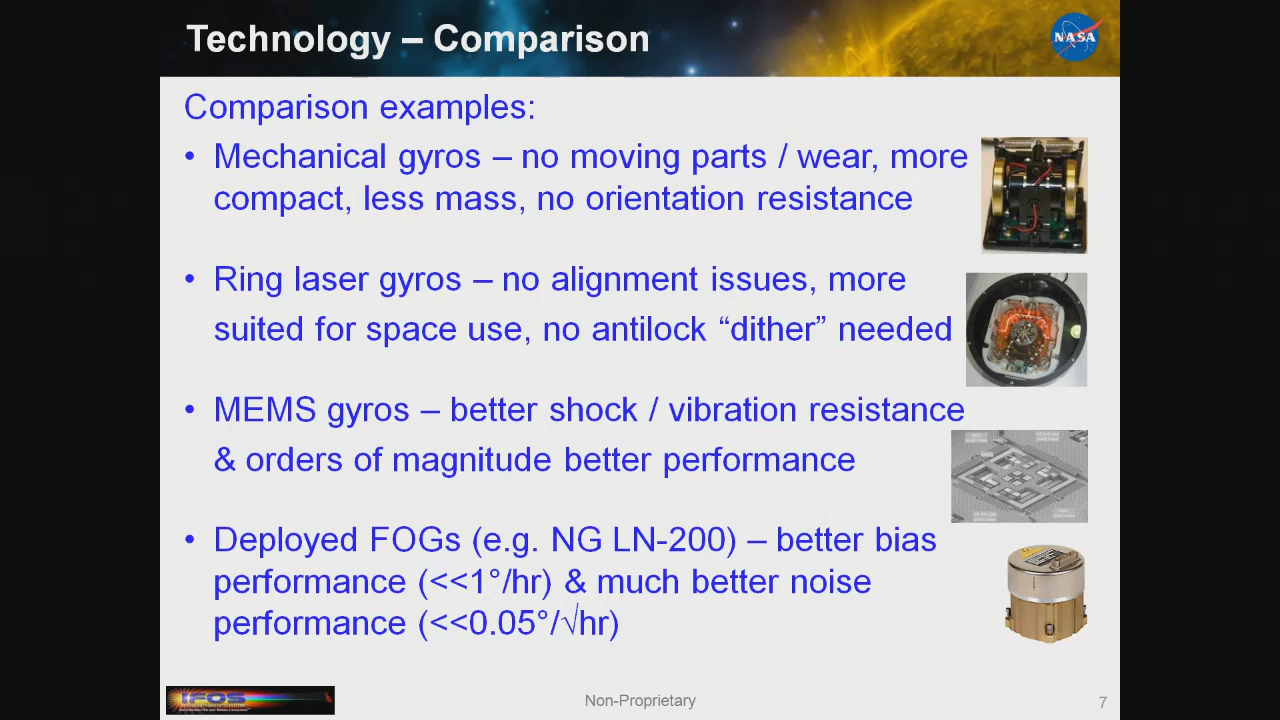 Technology – Comparison
NASA
Comparison examples:
• Mechanical gyros – no moving parts / wear, more
compact, less mass, no orientation resistance
• Ring laser gyros – no alignment issues, more
suited for space use, no antilock “dither” needed
• MEMS gyros – better shock / vibration resistance
& orders of magnitude better performance
• Deployed FOGs (e.g. NG LN-200) – better bias
performance (<<1°/hr) & much better noise
performance (<<0.05°/√hr)
IFOS
Non-Proprietary
7